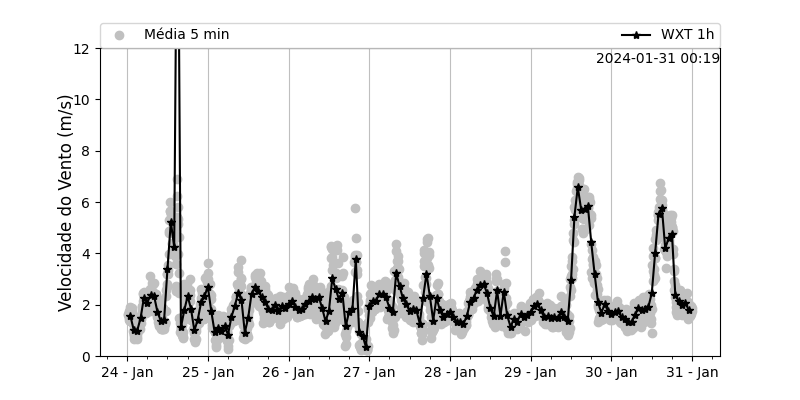 Média 5 min
WXT 1h
2024-01-31 00:19
Velocidade do Vento (m/s)
12
10
8
6
4
2
0
24 - Jan
25 - Jan
26 - Jan
27 - Jan
28 - Jan
29 - Jan
30 - Jan
31 - Jan